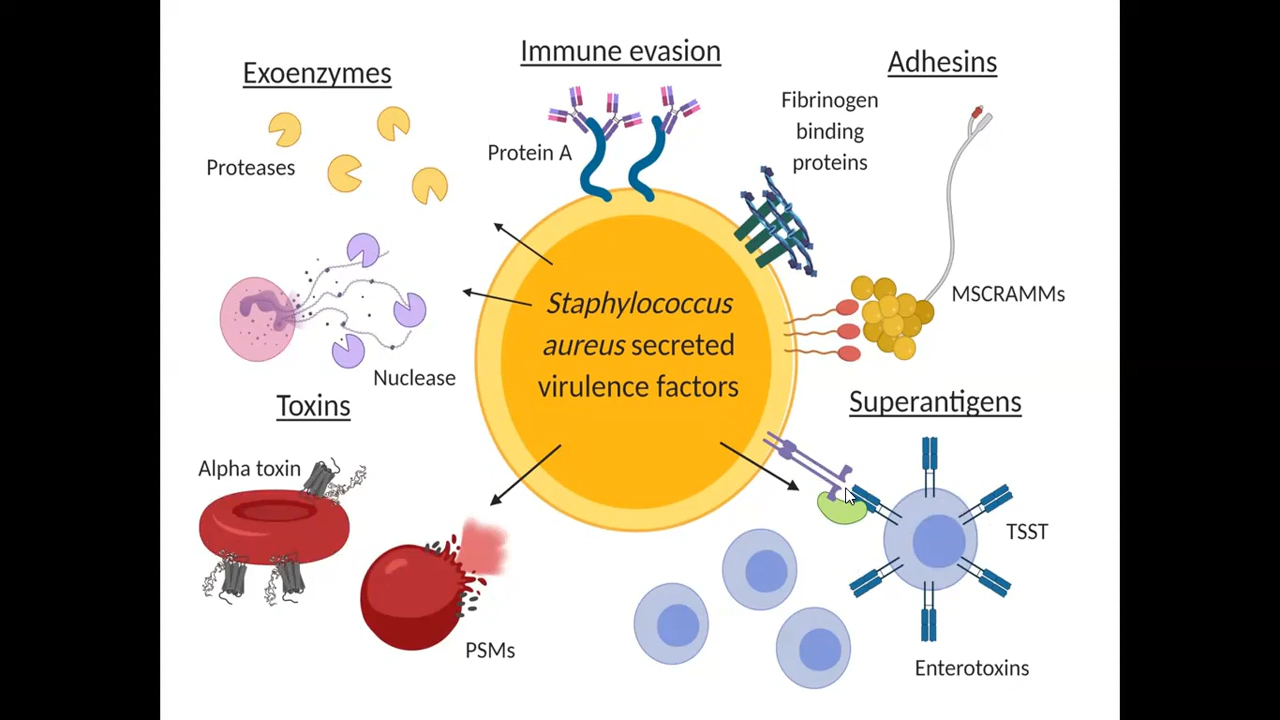 Immune evasion
Exoenzymes
Adhesins
Fibrinogen
binding
proteins
Protein A
Proteases
MSCRAMMs
Staphylococcus
aureus secreted
virulence factors
Nuclease
Toxins
Superantigens
Alpha toxin
TSST
PSMs
Enterotoxins